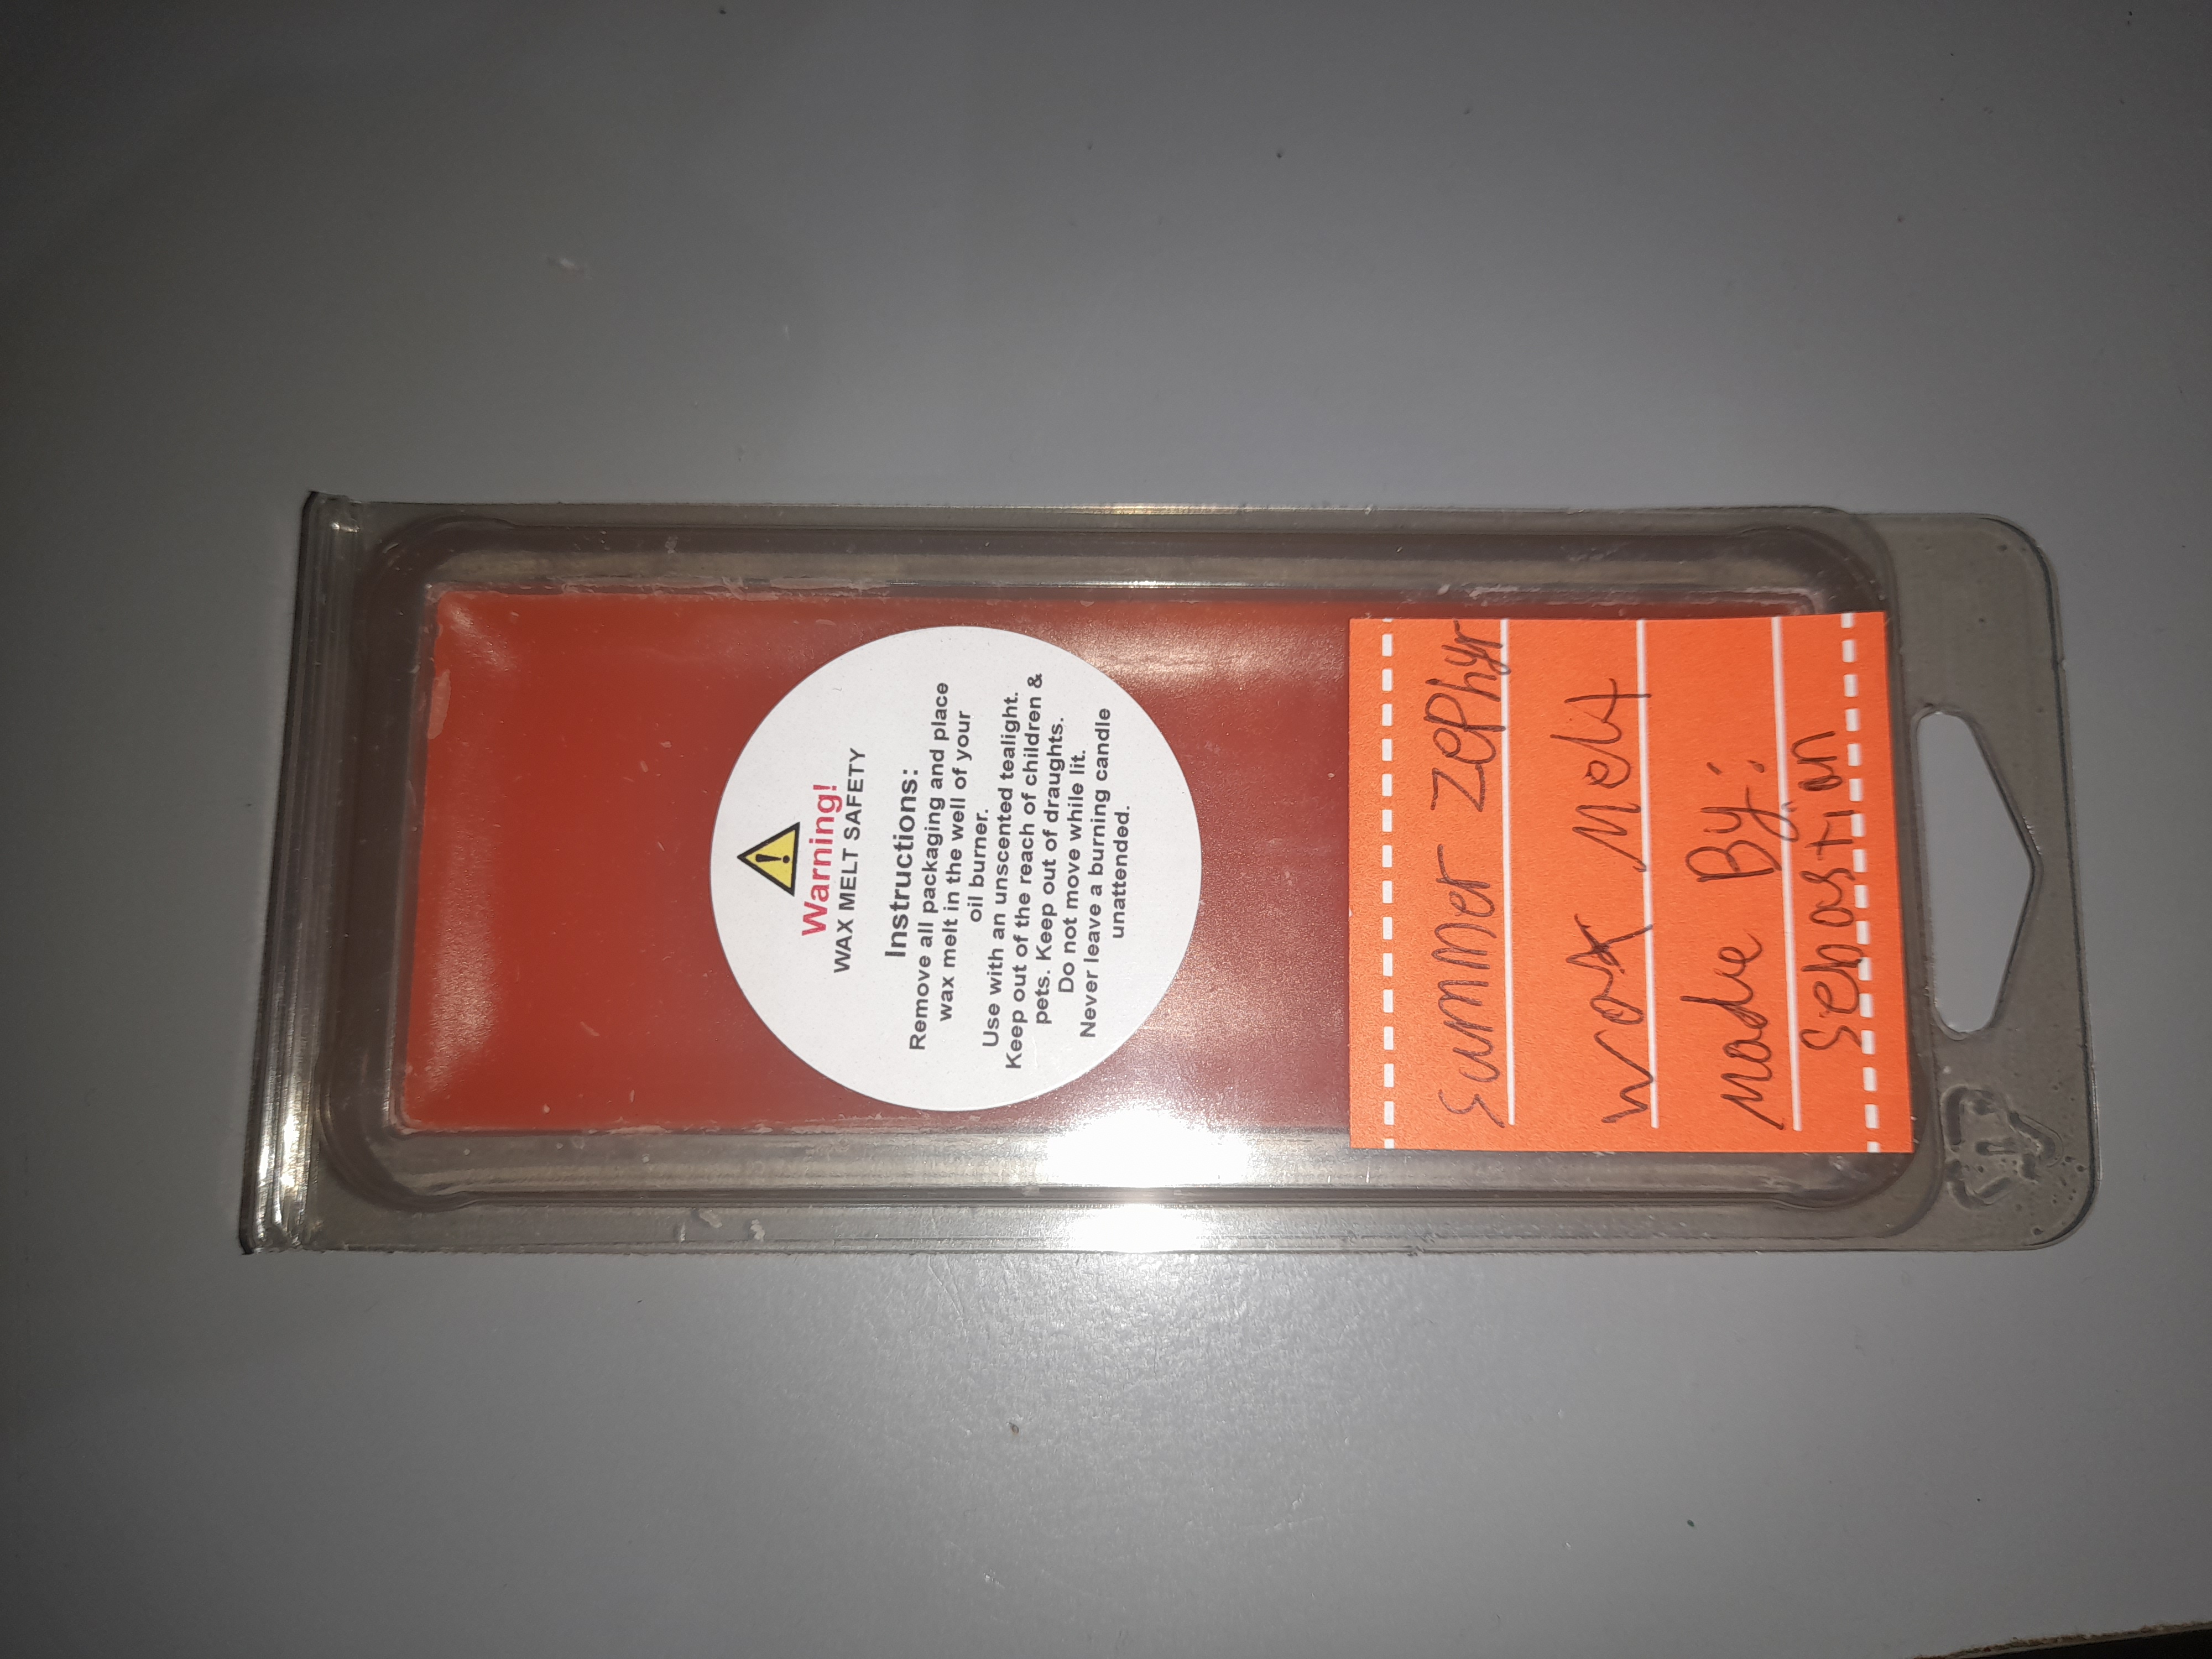 Warning!
WAX MELT SAFETY
Instructions:
Remove all packaging and place
wax melt in the well of your
oil burner.
Use with an unscented tealight.
Keep out of the reach of children &
pets. Keep out of draughts.
Do not move while lit.
Never leave a burning candle
unattended.
Summer Zephyr
Wax Melt
Made By:
Sebastian